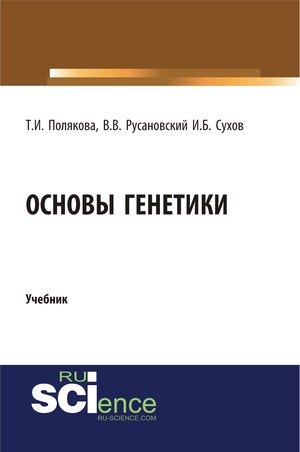 Т.И. Полякова, В.В. Русановский И.Б. Сухов
ОСНОВЫ ГЕНЕТИКИ
Учебник
RU
SCIence
RU-SCIENCE.COM